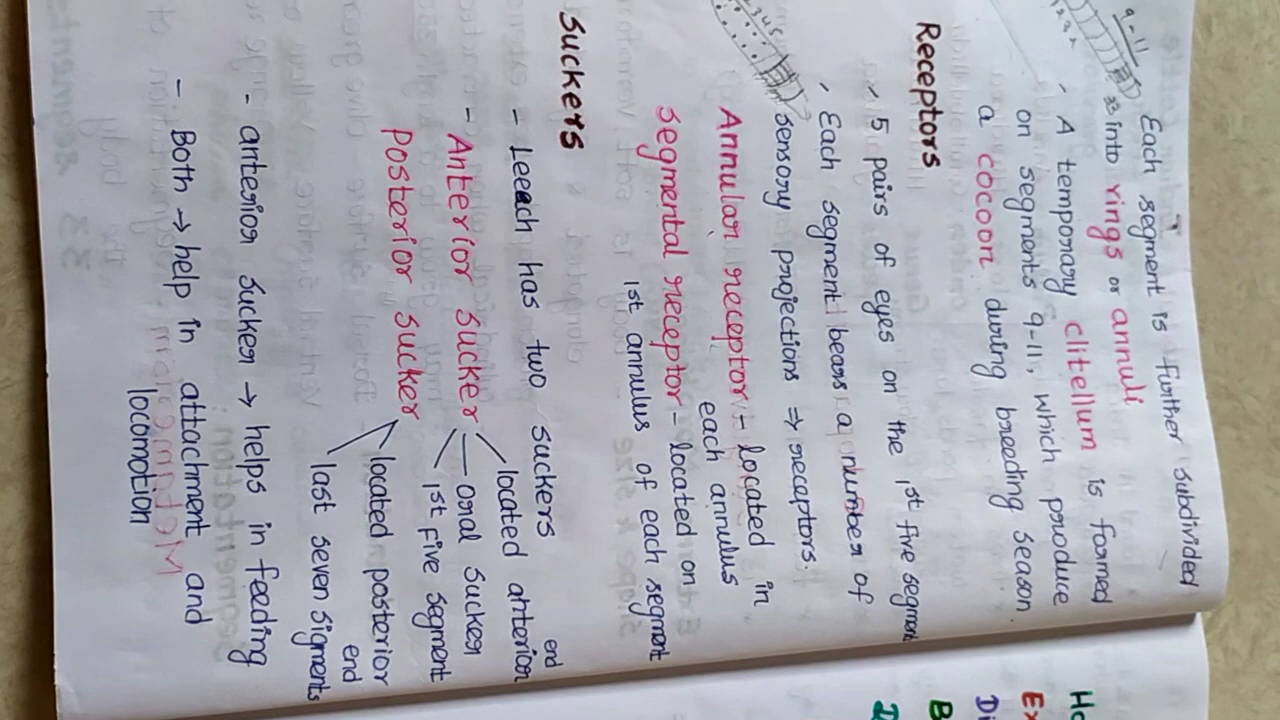 Each segment is further subdivided
into rings or annuli
- A temporary clitellum is formed
on segments 9-11, which produce
a cocoon during breeding season.
9-11
Receptors
- 5 pairs of eyes on the 1st five segment
- Each segment bears a number of
sensory projections ⇒ receptors.
Annular receptor - located in
each annulus
segmental receptor - located on
1st annulus of each segment
Suckers
- Leeach has two suckers
- Anterior sucker
located anterior end
oral sucker
1st five segment
Posterior sucker
located posterior end
last seven sigments
- anterior sucker → helps in feeding
- Both → help in attachment and
locomotion